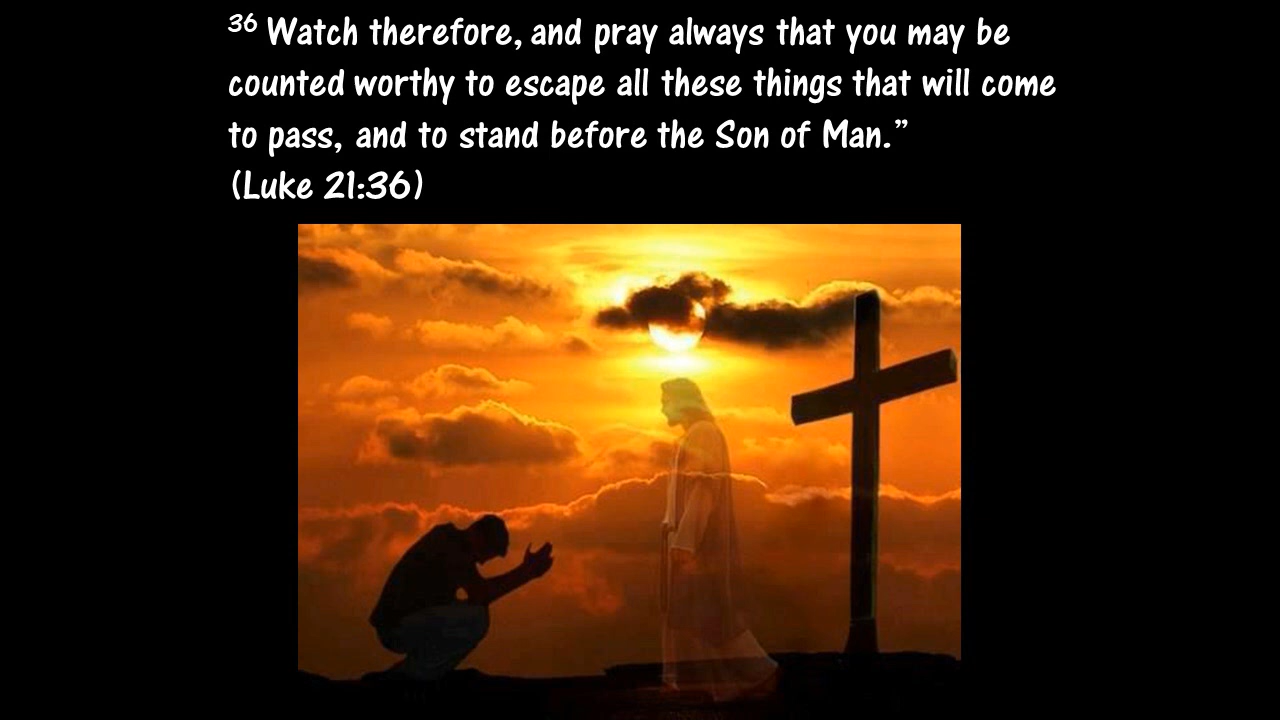 36 Watch therefore, and pray always that you may be
counted worthy to escape all these things that will come
to pass, and to stand before the Son of Man.”
(Luke 21:36)